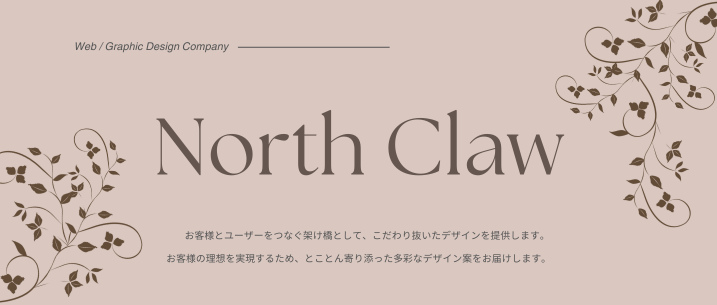 Web / Graphic Design Company
North Claw
お客様とユーザーをつなぐ架け橋として、こだわり抜いたデザインを提供します。
お客様の理想を実現するため、とことん寄り添った多彩なデザイン案をお届けします。